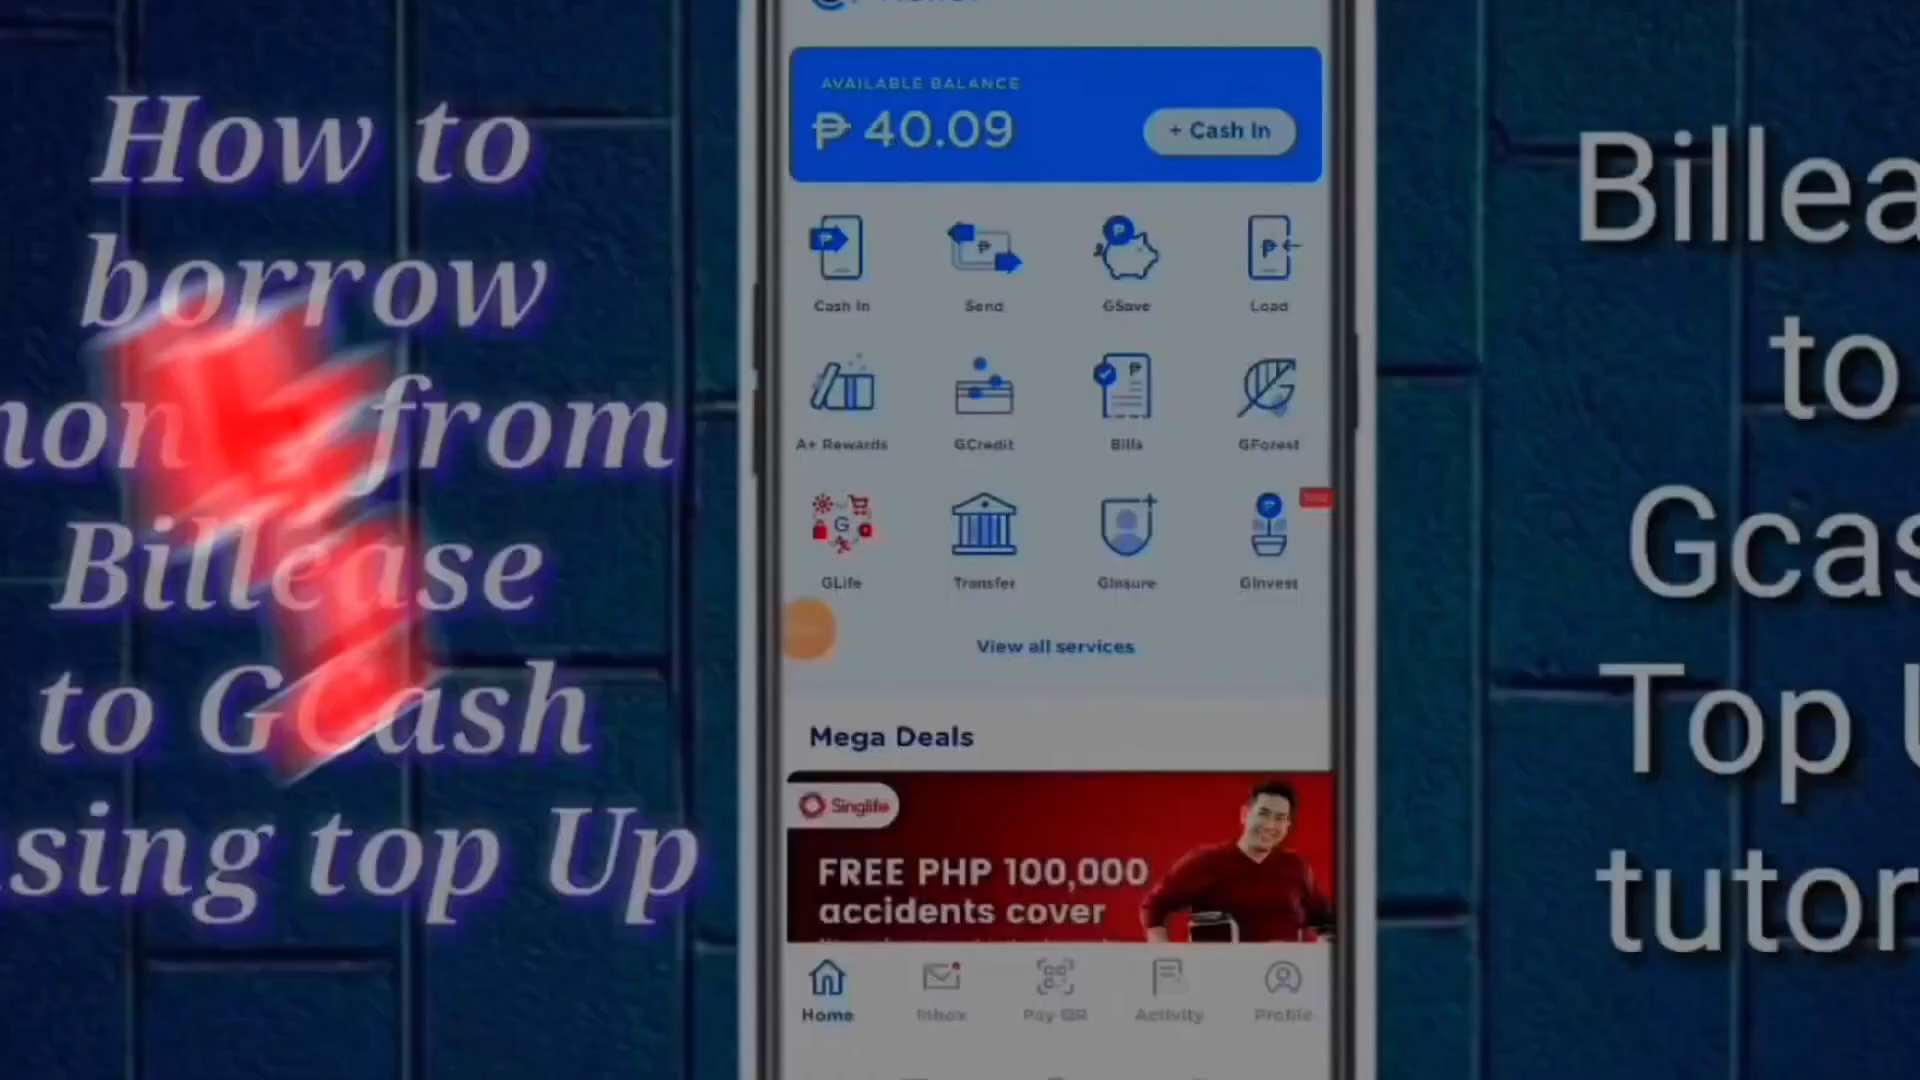 How to
borrow
from
Billease
to GCash
sing top Up
AVAILABLE BALANCE
₱ 40.09
+ Cash In
Cash In
Send
GSave
Load
A+ Rewards
GCredit
Bills
GForest
GLife
Transfer
GInsure
GInvest
View all services
Mega Deals
Singlife
FREE PHP 100,000
accidents cover
Home
Inbox
Pay QR
Activity
Profile
Billea
to
Gcas
Top U
tutor